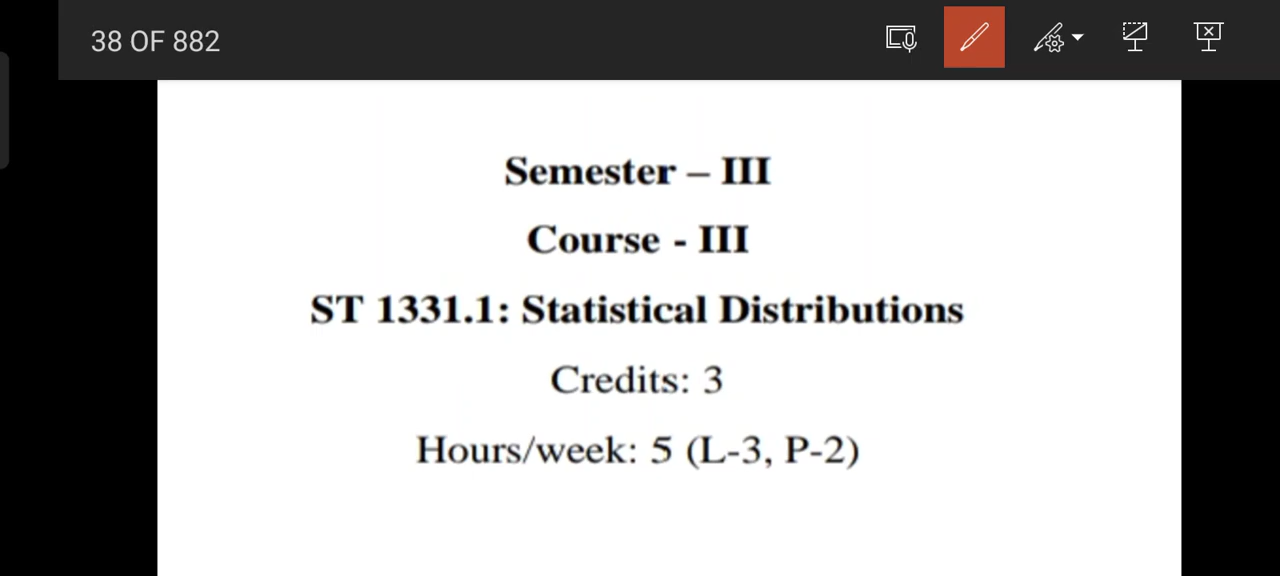 38 OF 882
Semester – III
Course - III
ST 1331.1: Statistical Distributions
Credits: 3
Hours/week: 5 (L-3, P-2)